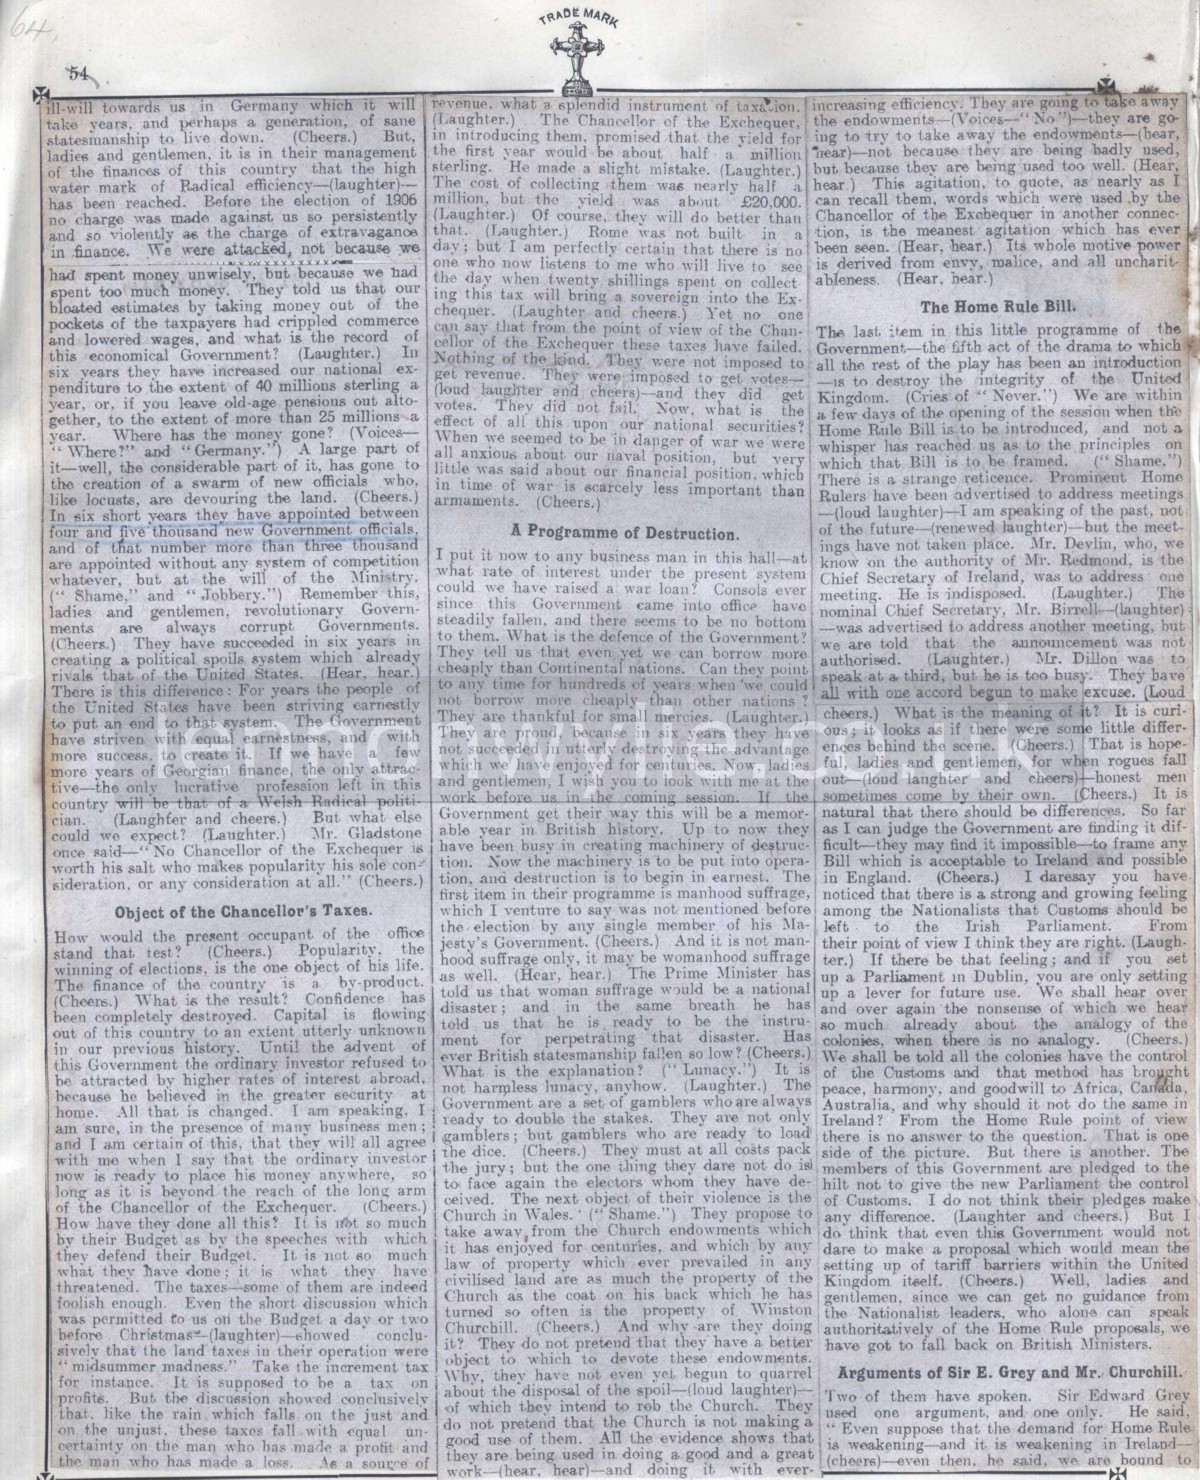 64,
TRADE MARK
54
ill-will towards us in Germany which it will
take years, and perhaps a generation, of sane
statesmanship to live down. (Cheers.) But,
ladies and gentlemen, it is in their management
of the finances of this country that the high
water mark of Radical efficiency—(laughter)—
has been reached. Before the election of 1906
no charge was made against us so persistently
and so violently as the charge of extravagance
in finance. We were attacked, not because we
had spent money unwisely, but because we had
spent too much money. They told us that our
bloated estimates by taking money out of the
pockets of the taxpayers had crippled commerce
and lowered wages, and what is the record of
this economical Government? (Laughter.) In
six years they have increased our national ex-
penditure to the extent of 40 millions sterling a
year, or, if you leave old-age pensions out alto-
gether, to the extent of more than 25 millions a
year. Where has the money gone? (Voices—
"Where?" and "Germany.") A large part of
it—well, the considerable part of it, has gone to
the creation of a swarm of new officials who,
like locusts, are devouring the land. (Cheers.)
In six short years they have appointed between
four and five thousand new Government officials,
and of that number more than three thousand
are appointed without any system of competition
whatever, but at the will of the Ministry.
("Shame," and "Jobbery.") Remember this,
ladies and gentlemen, revolutionary Govern-
ments are always corrupt Governments.
(Cheers.) They have succeeded in six years in
creating a political spoils system which already
rivals that of the United States. (Hear, hear.)
There is this difference: For years the people of
the United States have been striving earnestly
to put an end to that system. The Government
have striven with equal earnestness, and with
more success, to create it. If we have a few
more years of Georgian finance, the only attrac-
tive—the only lucrative profession left in this
country will be that of a Welsh Radical politi-
cian. (Laughter and cheers.) But what else
could we expect? (Laughter.) Mr. Gladstone
once said—"No Chancellor of the Exchequer is
worth his salt who makes popularity his sole con-
sideration, or any consideration at all." (Cheers.)
Object of the Chancellor's Taxes.
How would the present occupant of the office
stand that test? (Cheers.) Popularity, the
winning of elections, is the one object of his life.
The finance of the country is a by-product.
(Cheers.) What is the result? Confidence has
been completely destroyed. Capital is flowing
out of this country to an extent utterly unknown
in our previous history. Until the advent of
this Government the ordinary investor refused to
be attracted by higher rates of interest abroad,
because he believed in the greater security at
home. All that is changed. I am speaking, I
am sure, in the presence of many business men;
and I am certain of this, that they will all agree
with me when I say that the ordinary investor
now is ready to place his money anywhere, so
long as it is beyond the reach of the long arm
of the Chancellor of the Exchequer. (Cheers.)
How have they done all this? It is not so much
by their Budget as by the speeches with which
they defend their Budget. It is not so much
what they have done; it is what they have
threatened. The taxes—some of them are indeed
foolish enough. Even the short discussion which
was permitted to us on the Budget a day or two
before Christmas—(laughter)—showed conclu-
sively that the land taxes in their operation were
"midsummer madness." Take the increment tax
for instance. It is supposed to be a tax on
profits. But the discussion showed conclusively
that, like the rain which falls on the just and
on the unjust, these taxes fall with equal un-
certainty on the man who has made a profit and
the man who has made a loss. As a source of
revenue, what a splendid instrument of taxation.
(Laughter.) The Chancellor of the Exchequer,
in introducing them, promised that the yield for
the first year would be about half a million
sterling. He made a slight mistake. (Laughter.)
The cost of collecting them was nearly half a
million, but the yield was about £20,000.
(Laughter.) Of course, they will do better than
that. (Laughter.) Rome was not built in a
day; but I am perfectly certain that there is no
one who now listens to me who will live to see
the day when twenty shillings spent on collect
ing this tax will bring a sovereign into the Ex-
chequer. (Laughter and cheers.) Yet no one
can say that from the point of view of the Chan-
cellor of the Exchequer these taxes have failed.
Nothing of the kind. They were not imposed to
get revenue. They were imposed to get votes—
(loud laughter and cheers)—and they did get
votes. They did not fail. Now, what is the
effect of all this upon our national securities?
When we seemed to be in danger of war we were
all anxious about our naval position, but very
little was said about our financial position, which
in time of war is scarcely less important than
armaments. (Cheers.)
A Programme of Destruction.
I put it now to any business man in this hall—at
what rate of interest under the present system
could we have raised a war loan? Consols ever
since this Government came into office have
steadily fallen, and there seems to be no bottom
to them. What is the defence of the Government?
They tell us that even yet we can borrow more
cheaply than Continental nations. Can they point
to any time for hundreds of years when we could
not borrow more cheaply than other nations?
They are thankful for small mercies. (Laughter.)
They are proud, because in six years they have
not succeeded in utterly destroying the advantage
which we have enjoyed for centuries. Now, ladies
and gentlemen, I wish you to look with me at the
work before us in the coming session. If the
Government get their way this will be a memor-
able year in British history. Up to now they
have been busy in creating machinery of destruc-
tion. Now the machinery is to be put into opera-
tion, and destruction is to begin in earnest. The
first item in their programme is manhood suffrage,
which I venture to say was not mentioned before
the election by any single member of his Ma-
jesty's Government. (Cheers.) And it is not man-
hood suffrage only, it may be womanhood suffrage
as well. (Hear, hear.) The Prime Minister has
told us that woman suffrage would be a national
disaster; and in the same breath he has
told us that he is ready to be the instru-
ment for perpetrating that disaster. Has
ever British statesmanship fallen so low? (Cheers.)
What is the explanation? ("Lunacy.") It is
not harmless lunacy, anyhow. (Laughter.) The
Government are a set of gamblers who are always
ready to double the stakes. They are not only
gamblers; but gamblers who are ready to load
the dice. (Cheers.) They must at all costs pack
the jury; but the one thing they dare not do is
to face again the electors whom they have de-
ceived. The next object of their violence is the
Church in Wales. ("Shame.") They propose to
take away from the Church endowments which
it has enjoyed for centuries, and which by any
law of property which ever prevailed in any
civilised land are as much the property of the
Church as the coat on his back which he has
turned so often is the property of Winston
Churchill. (Cheers.) And why are they doing
it? They do not pretend that they have a better
object to which to devote these endowments.
Why, they have not even yet begun to quarrel
about the disposal of the spoil—(loud laughter)—
of which they intend to rob the Church. They
do not pretend that the Church is not making a
good use of them. All the evidence shows that
they are being used in doing a good and a great
work—(hear, hear)—and doing it with ever-
increasing efficiency. They are going to take away
the endowments—(Voices—"No")—they are go-
ing to try to take away the endowments—(hear,
hear)—not because they are being badly used,
but because they are being used too well. (Hear,
hear.) This agitation, to quote, as nearly as I
can recall them, words which were used by the
Chancellor of the Exchequer in another connec-
tion, is the meanest agitation which has ever
been seen. (Hear, hear.) Its whole motive power
is derived from envy, malice, and all uncharit-
ableness. (Hear, hear.)
The Home Rule Bill.
The last item in this little programme of the
Government—the fifth act of the drama to which
all the rest of the play has been an introduction
—is to destroy the integrity of the United
Kingdom. (Cries of "Never.") We are within
a few days of the opening of the session when the
Home Rule Bill is to be introduced, and not a
whisper has reached us as to the principles on
which that Bill is to be framed. ("Shame.")
There is a strange reticence. Prominent Home
Rulers have been advertised to address meetings
—(loud laughter)—I am speaking of the past, not
of the future—(renewed laughter)—but the meet-
ings have not taken place. Mr. Devlin, who, we
know on the authority of Mr. Redmond, is the
Chief Secretary of Ireland, was to address one
meeting. He is indisposed. (Laughter.) The
nominal Chief Secretary, Mr. Birrell—(laughter)
—was advertised to address another meeting, but
we are told that the announcement was not
authorised. (Laughter.) Mr. Dillon was to
speak at a third, but he is too busy. They have
all with one accord begun to make excuse. (Loud
cheers.) What is the meaning of it? It is curi-
ous; it looks as if there were some little differ-
ences behind the scene. (Cheers.) That is hope-
ful, ladies and gentlemen, for when rogues fall
out—(loud laughter and cheers)—honest men
sometimes come by their own. (Cheers.) It is
natural that there should be differences. So far
as I can judge the Government are finding it dif-
ficult—they may find it impossible—to frame any
Bill which is acceptable to Ireland and possible
in England. (Cheers.) I daresay you have
noticed that there is a strong and growing feeling
among the Nationalists that Customs should be
left to the Irish Parliament. From
their point of view I think they are right. (Laugh-
ter.) If there be that feeling; and if you set
up a Parliament in Dublin, you are only setting
up a lever for future use. We shall hear over
and over again the nonsense of which we hear
so much already about the analogy of the
colonies, when there is no analogy. (Cheers.)
We shall be told all the colonies have the control
of the Customs and that method has brought
peace, harmony, and goodwill to Africa, Canada,
Australia, and why should it not do the same in
Ireland? From the Home Rule point of view
there is no answer to the question. That is one
side of the picture. But there is another. The
members of this Government are pledged to the
hilt not to give the new Parliament the control
of Customs. I do not think their pledges make
any difference. (Laughter and cheers.) But I
do think that even this Government would not
dare to make a proposal which would mean the
setting up of tariff barriers within the United
Kingdom itself. (Cheers.) Well, ladies and
gentlemen, since we can get no guidance from
the Nationalist leaders, who alone can speak
authoritatively of the Home Rule proposals, we
have got to fall back on British Ministers.
Arguments of Sir E. Grey and Mr. Churchill.
Two of them have spoken. Sir Edward Grey
used one argument, and one only. He said,
"Even suppose that the demand for Home Rule
is weakening—and it is weakening in Ireland—
(cheers)—even then, he said, we are bound to